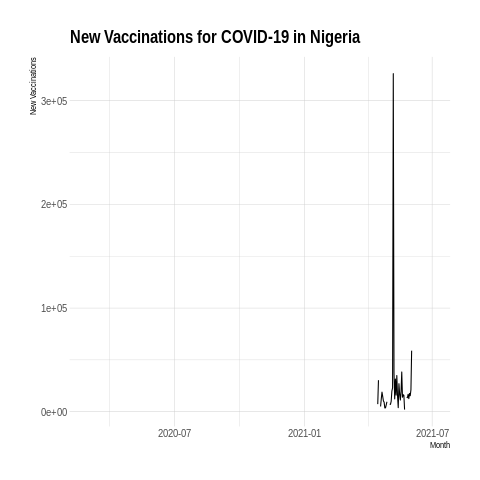 New Vaccinations for COVID-19 in Nigeria
New Vaccinations
3e+05
2e+05
1e+05
0e+00
2020-07
2021-01
2021-07
Month